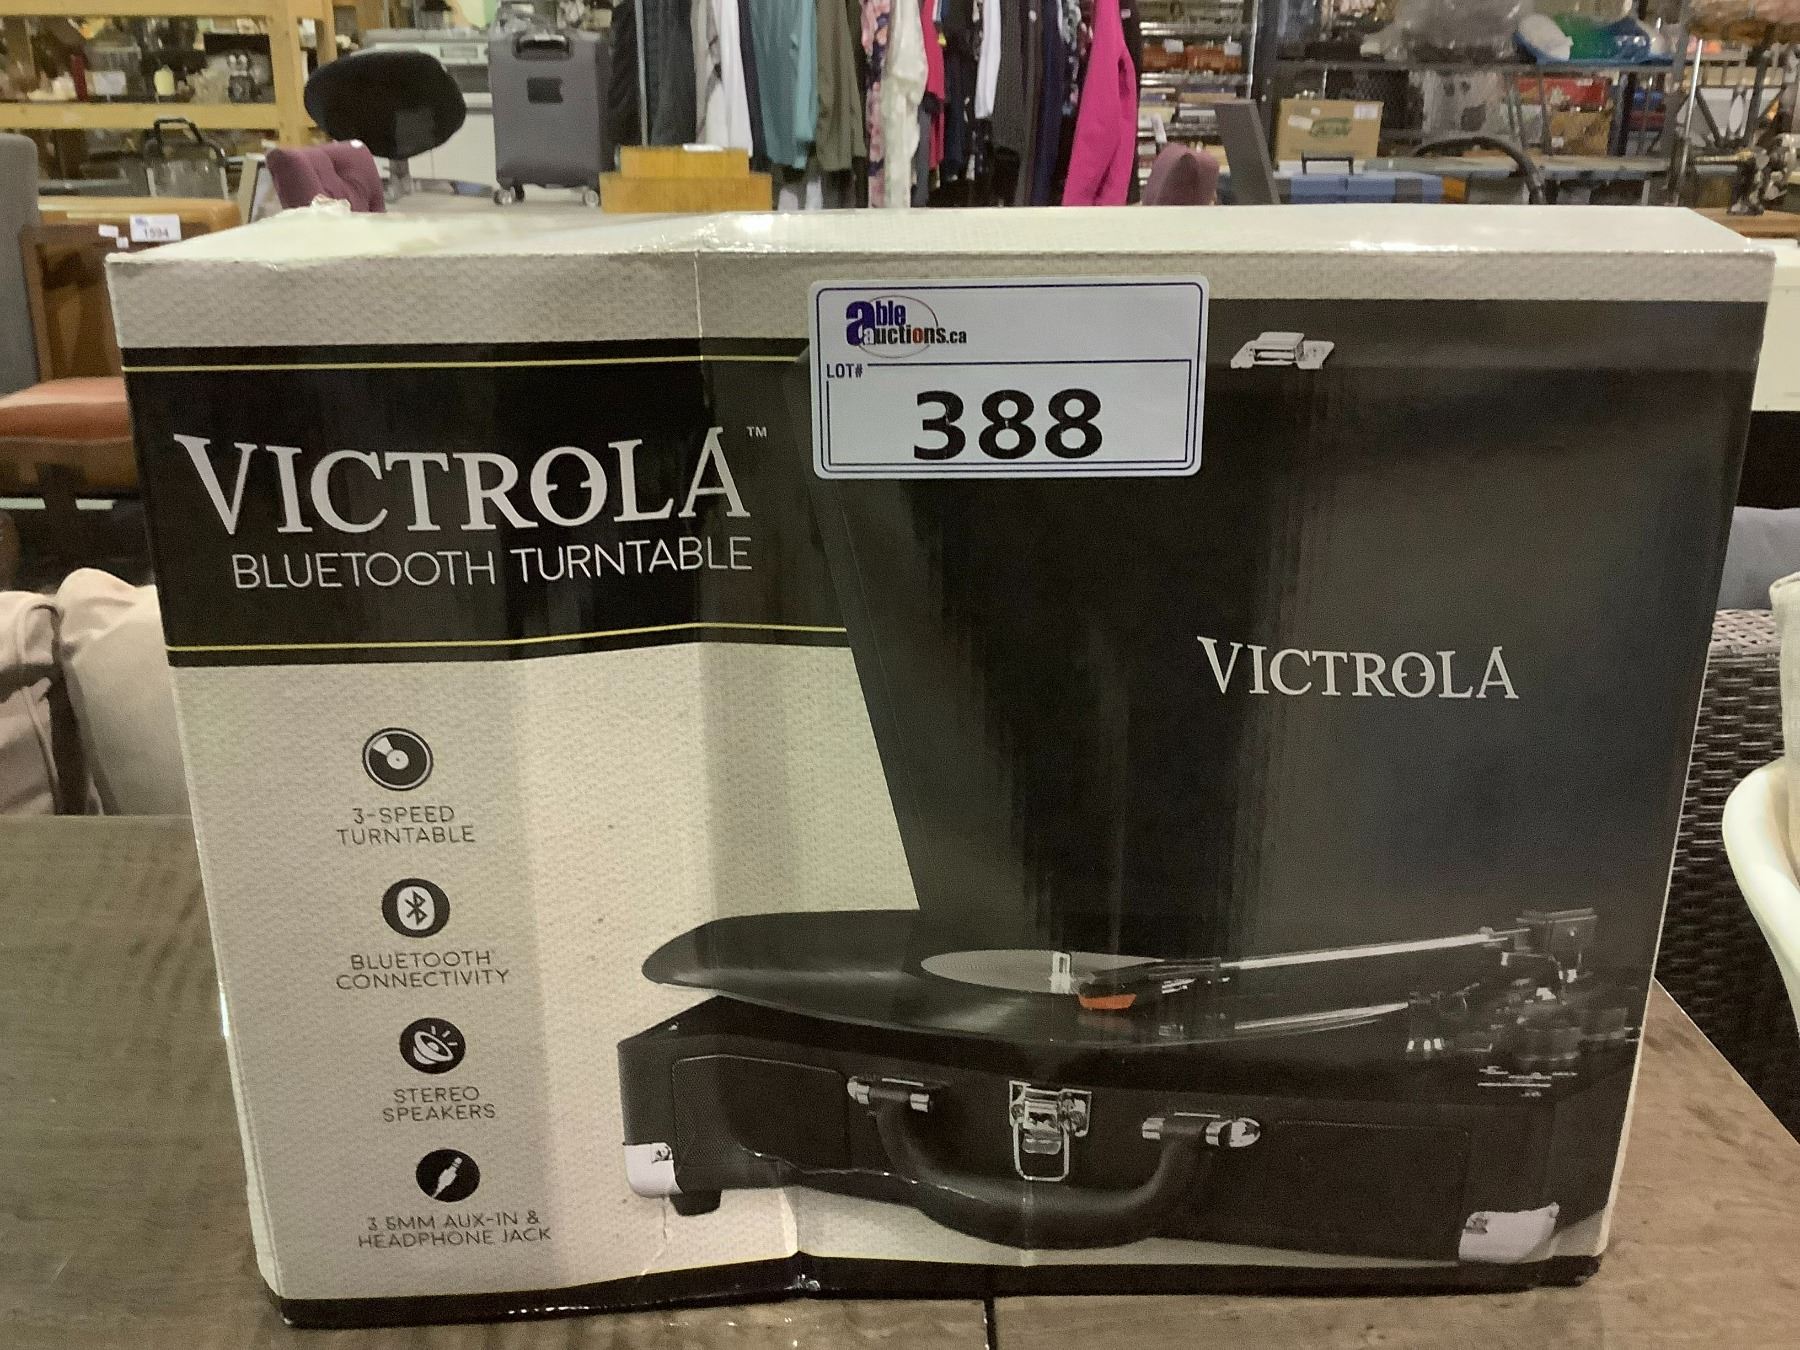 1594
able
auctions.ca
LOT#
388
VICTROLA™
BLUETOOTH TURNTABLE
VICTROLA
3-SPEED
TURNTABLE
BLUETOOTH®
CONNECTIVITY
STEREO
SPEAKERS
3.5MM AUX-IN &
HEADPHONE JACK